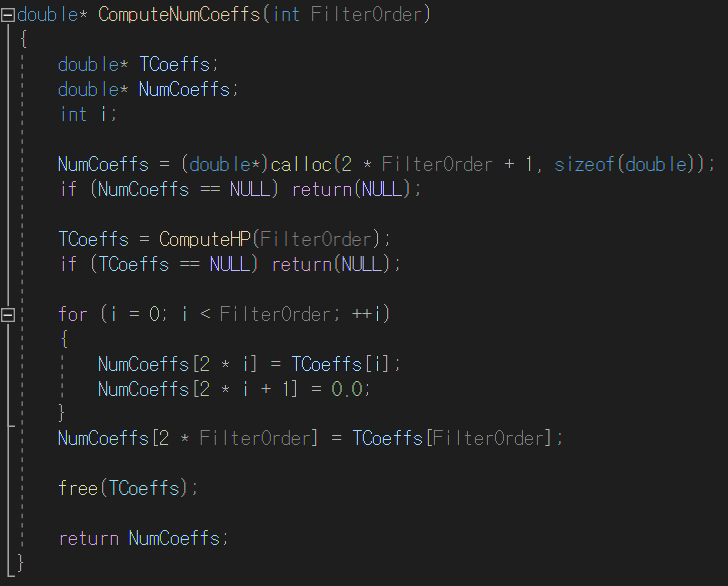 double* ComputeNumCoeffs(int FilterOrder)
{
    double* TCoeffs;
    double* NumCoeffs;
    int i;

    NumCoeffs = (double*)calloc(2 * FilterOrder + 1, sizeof(double));
    if (NumCoeffs == NULL) return(NULL);

    TCoeffs = ComputeHP(FilterOrder);
    if (TCoeffs == NULL) return(NULL);

    for (i = 0; i < FilterOrder; ++i)
    {
        NumCoeffs[2 * i] = TCoeffs[i];
        NumCoeffs[2 * i + 1] = 0.0;
    }
    NumCoeffs[2 * FilterOrder] = TCoeffs[FilterOrder];

    free(TCoeffs);

    return NumCoeffs;
}